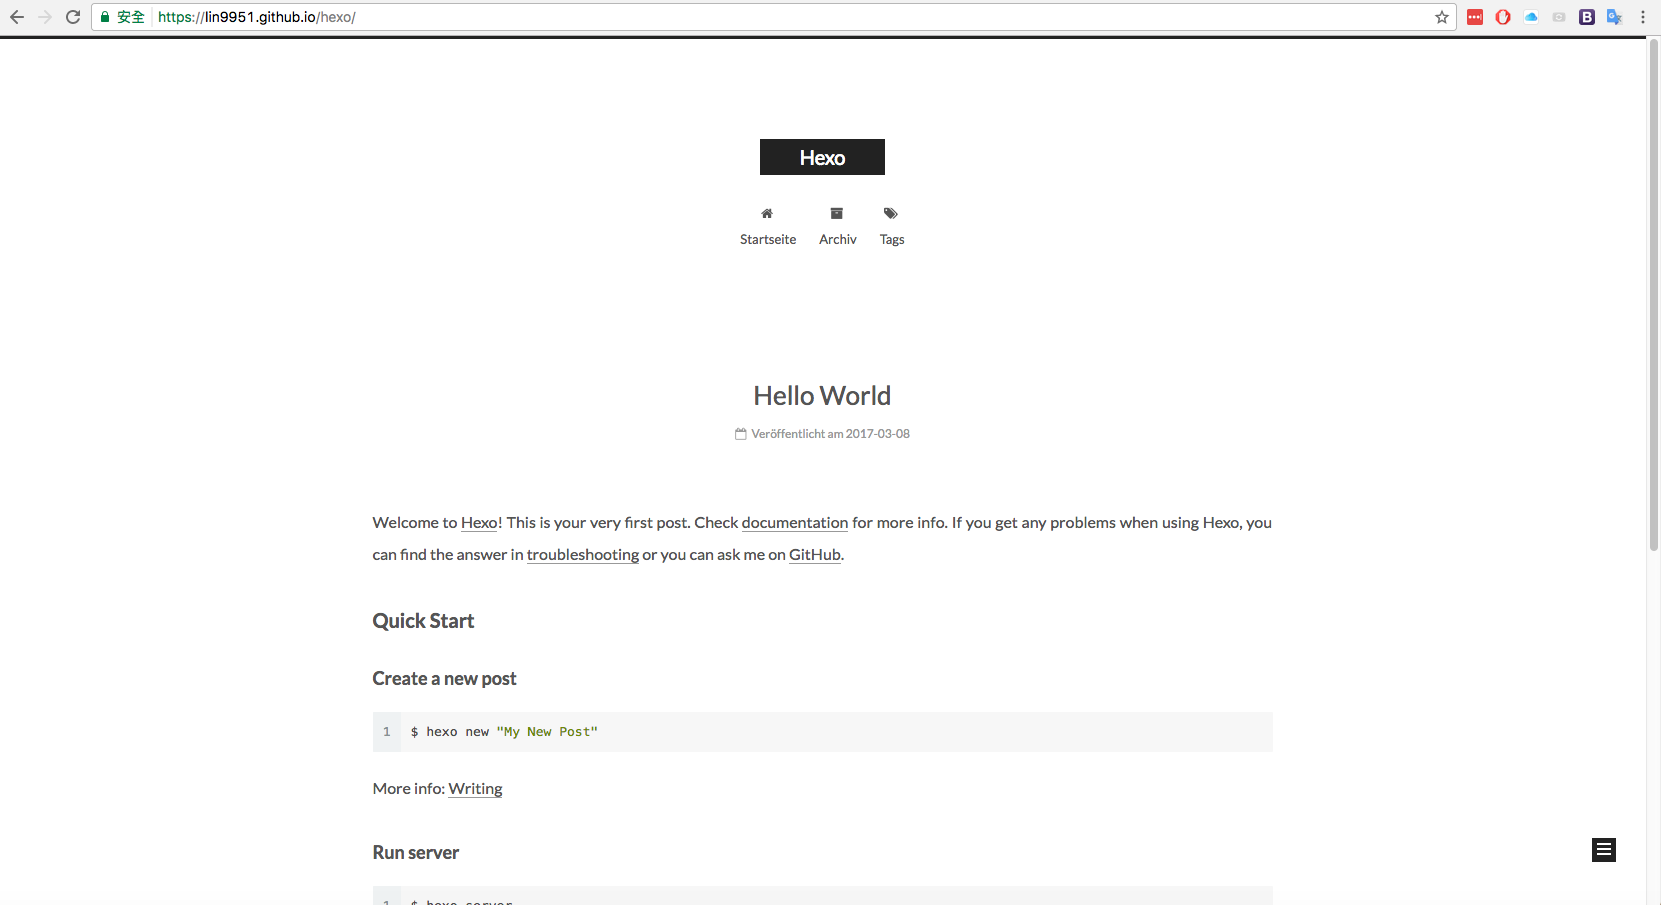 安全 https://lin9951.github.io/hexo/
Hexo
Startseite Archiv Tags
Hello World
Veröffentlicht am 2017-03-08
Welcome to Hexo! This is your very first post. Check documentation for more info. If you get any problems when using Hexo, you
can find the answer in troubleshooting or you can ask me on GitHub.
Quick Start
Create a new post
1 $ hexo new "My New Post"
More info: Writing
Run server
1 $ hexo server